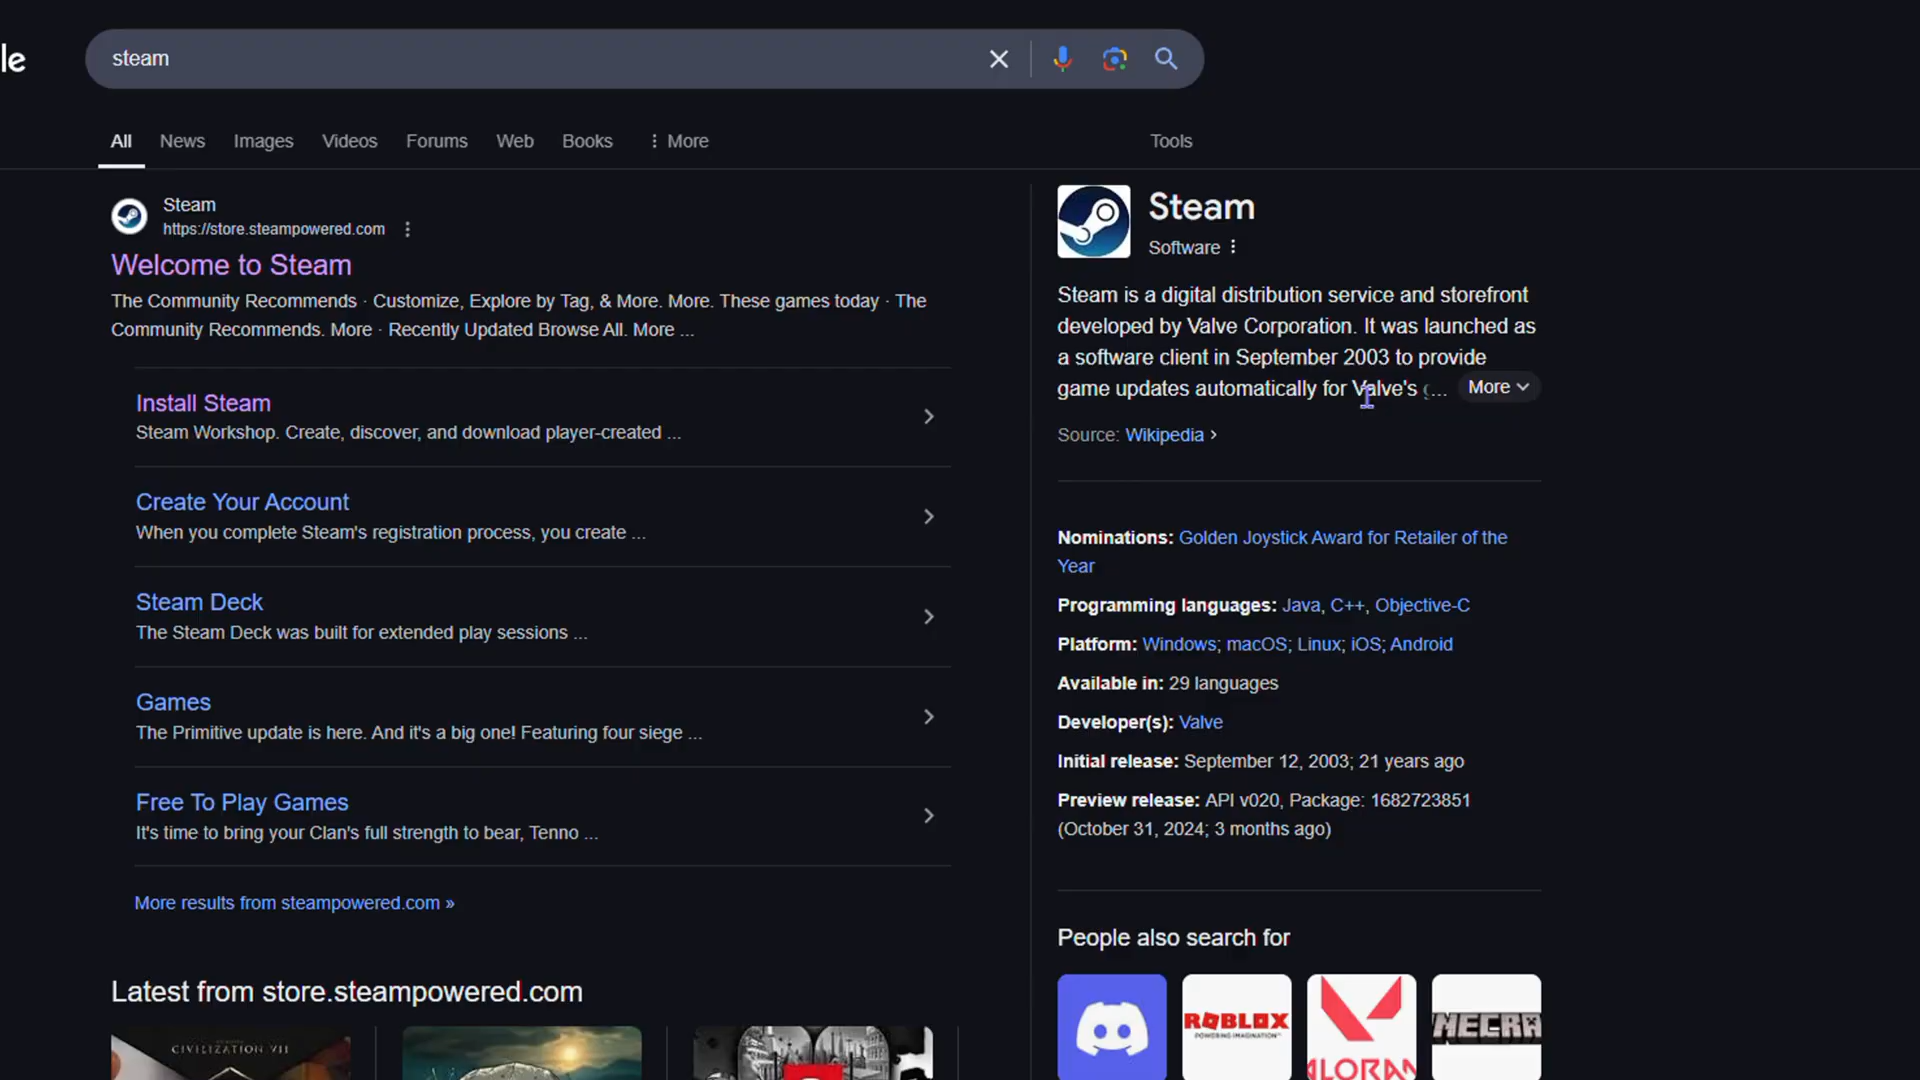 le
steam
All News Images Videos Forums Web Books More Tools
Steam
https://store.steampowered.com
Welcome to Steam
The Community Recommends · Customize, Explore by Tag, & More. More. These games today · The
Community Recommends. More · Recently Updated Browse All. More ...
Install Steam
Steam Workshop. Create, discover, and download player-created ...
Create Your Account
When you complete Steam's registration process, you create ...
Steam Deck
The Steam Deck was built for extended play sessions ...
Games
The Primitive update is here. And it's a big one! Featuring four siege ...
Free To Play Games
It's time to bring your Clan's full strength to bear, Tenno ...
More results from steampowered.com »
Latest from store.steampowered.com
CIVILIZATION VII
Steam
Software
Steam is a digital distribution service and storefront
developed by Valve Corporation. It was launched as
a software client in September 2003 to provide
game updates automatically for Valve's g... More
Source: Wikipedia ›
Nominations: Golden Joystick Award for Retailer of the
Year
Programming languages: Java, C++, Objective-C
Platform: Windows; macOS; Linux; iOS; Android
Available in: 29 languages
Developer(s): Valve
Initial release: September 12, 2003; 21 years ago
Preview release: API v020, Package: 1682723851
(October 31, 2024; 3 months ago)
People also search for
ROBLOX
POWERING IMAGINATION
ALORAN
NECRA